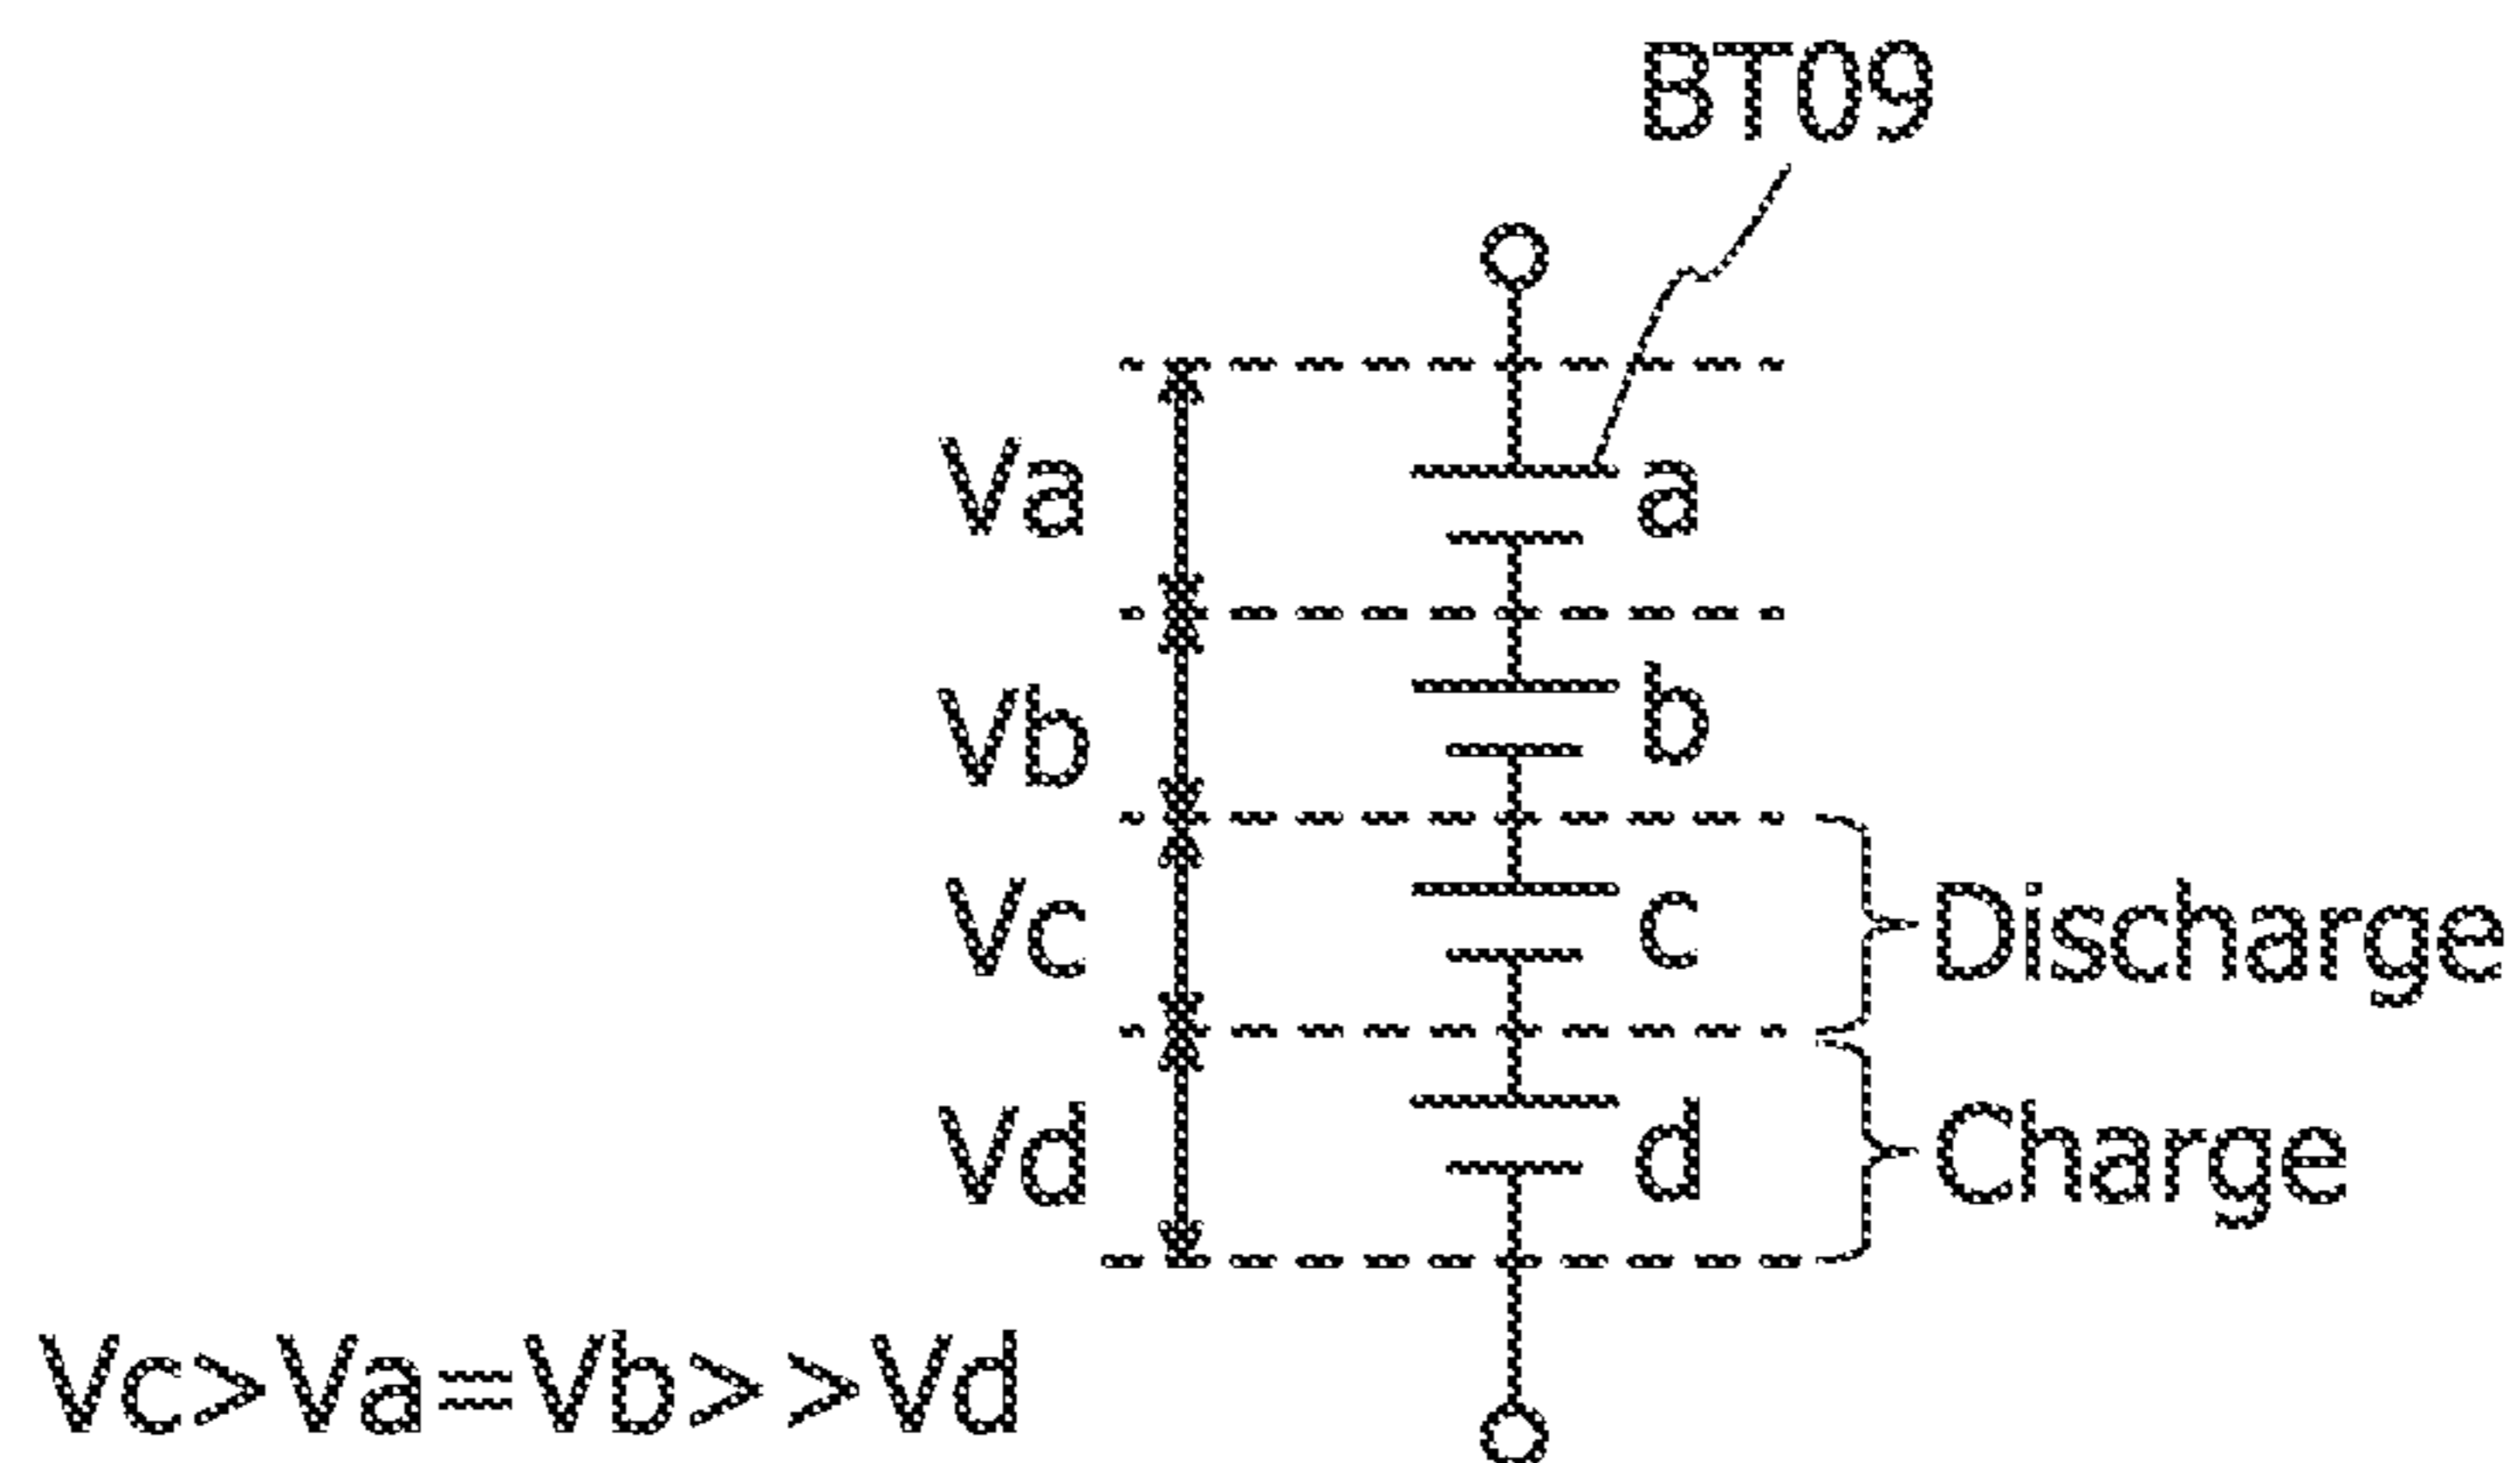 BT09
Va
a
Vb
b
Vc
c
Discharge
Vd
d
Charge
Vc>Va=Vb>>Vd